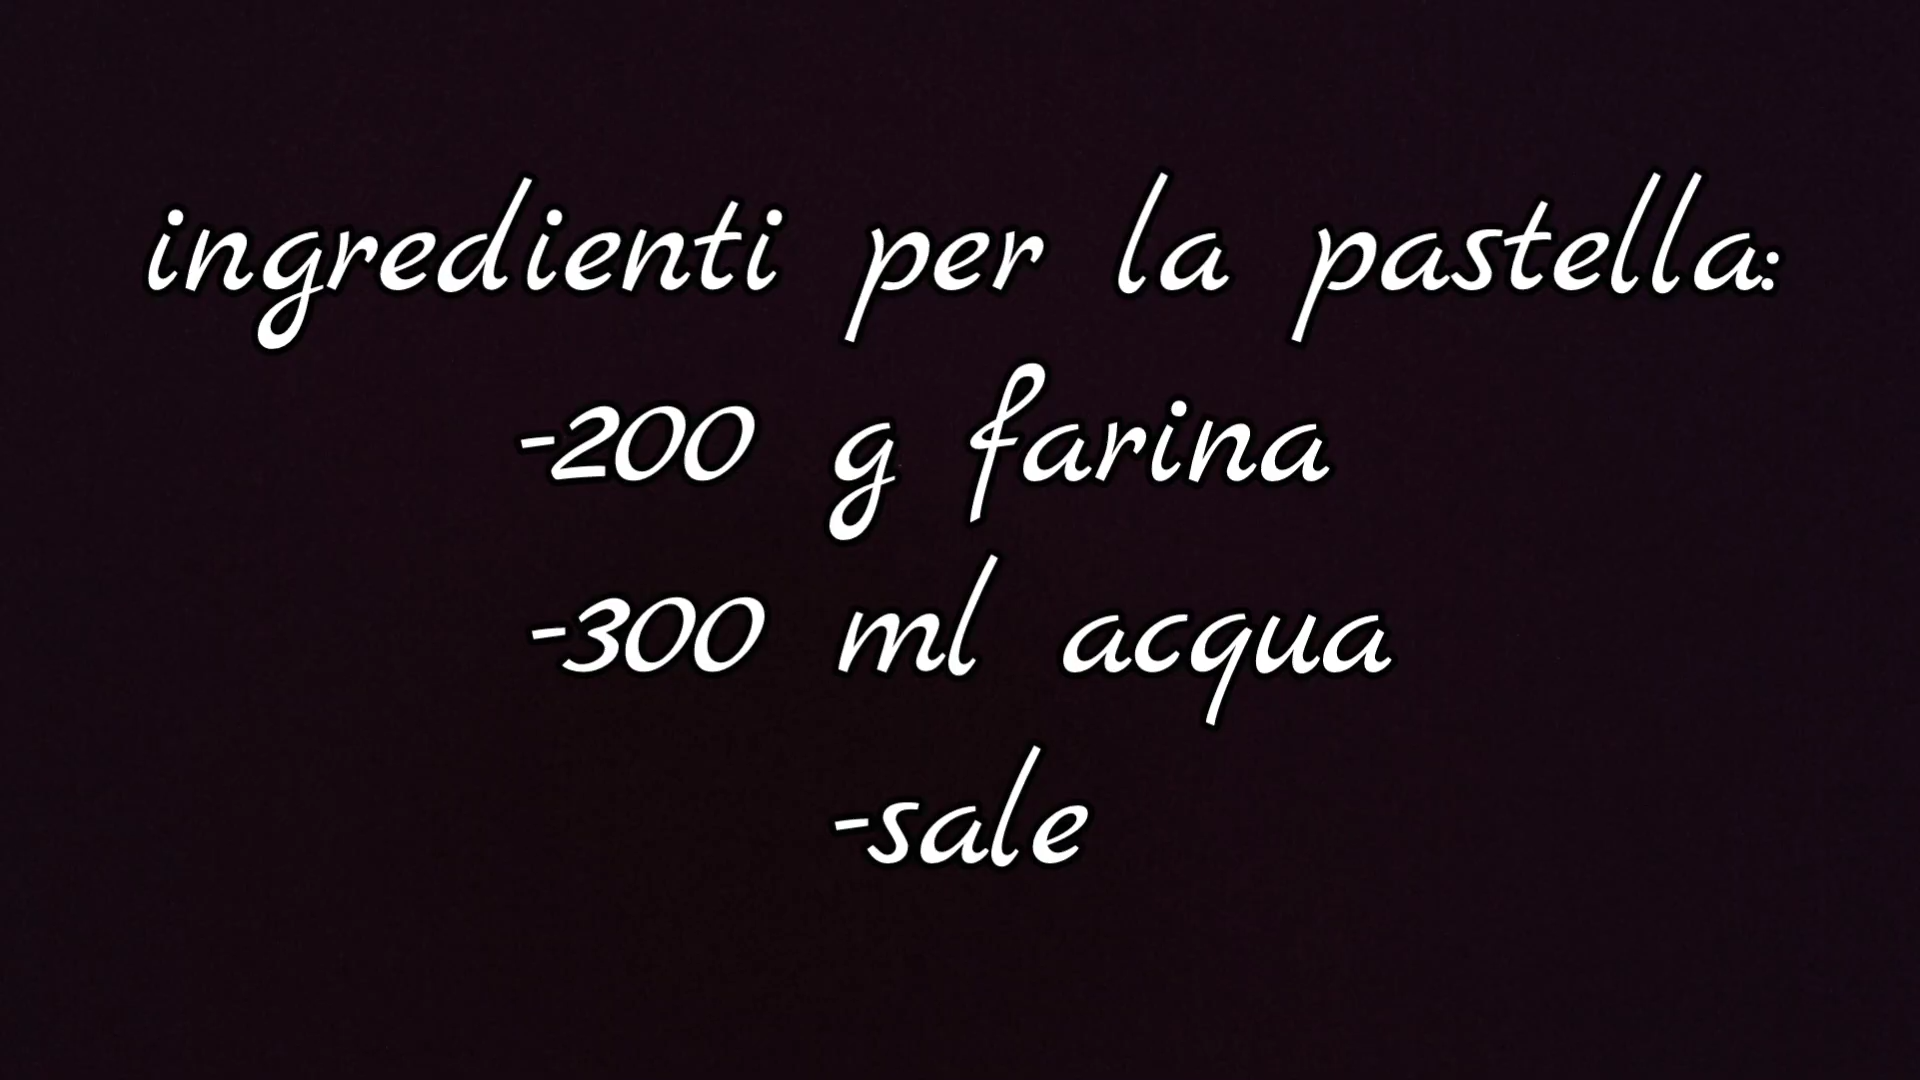 ingredienti per la pastella:
-200 g farina
-300 ml acqua
-sale